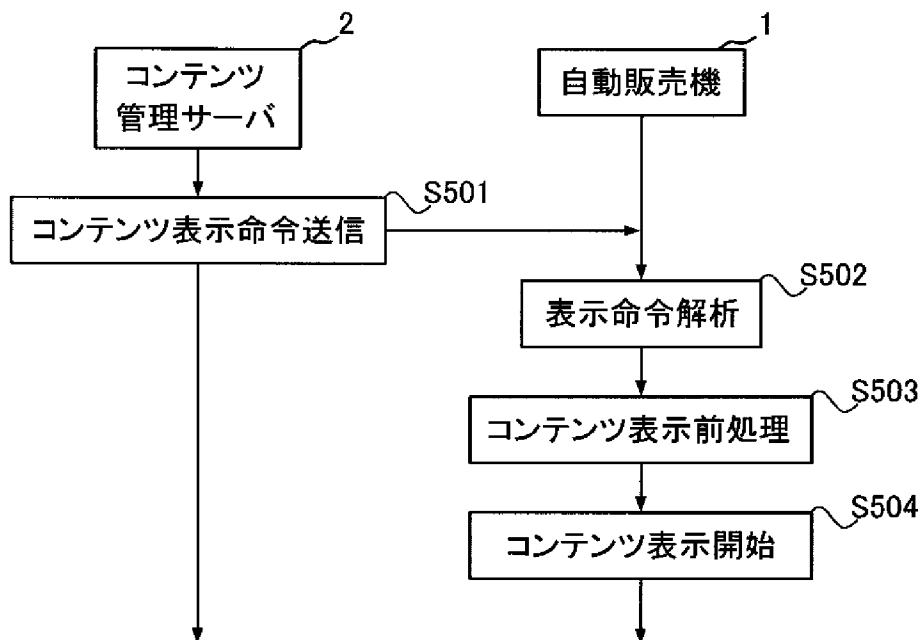 2
コンテンツ
管理サーバ
1
自動販売機
S501
コンテンツ表示命令送信
S502
表示命令解析
S503
コンテンツ表示前処理
S504
コンテンツ表示開始